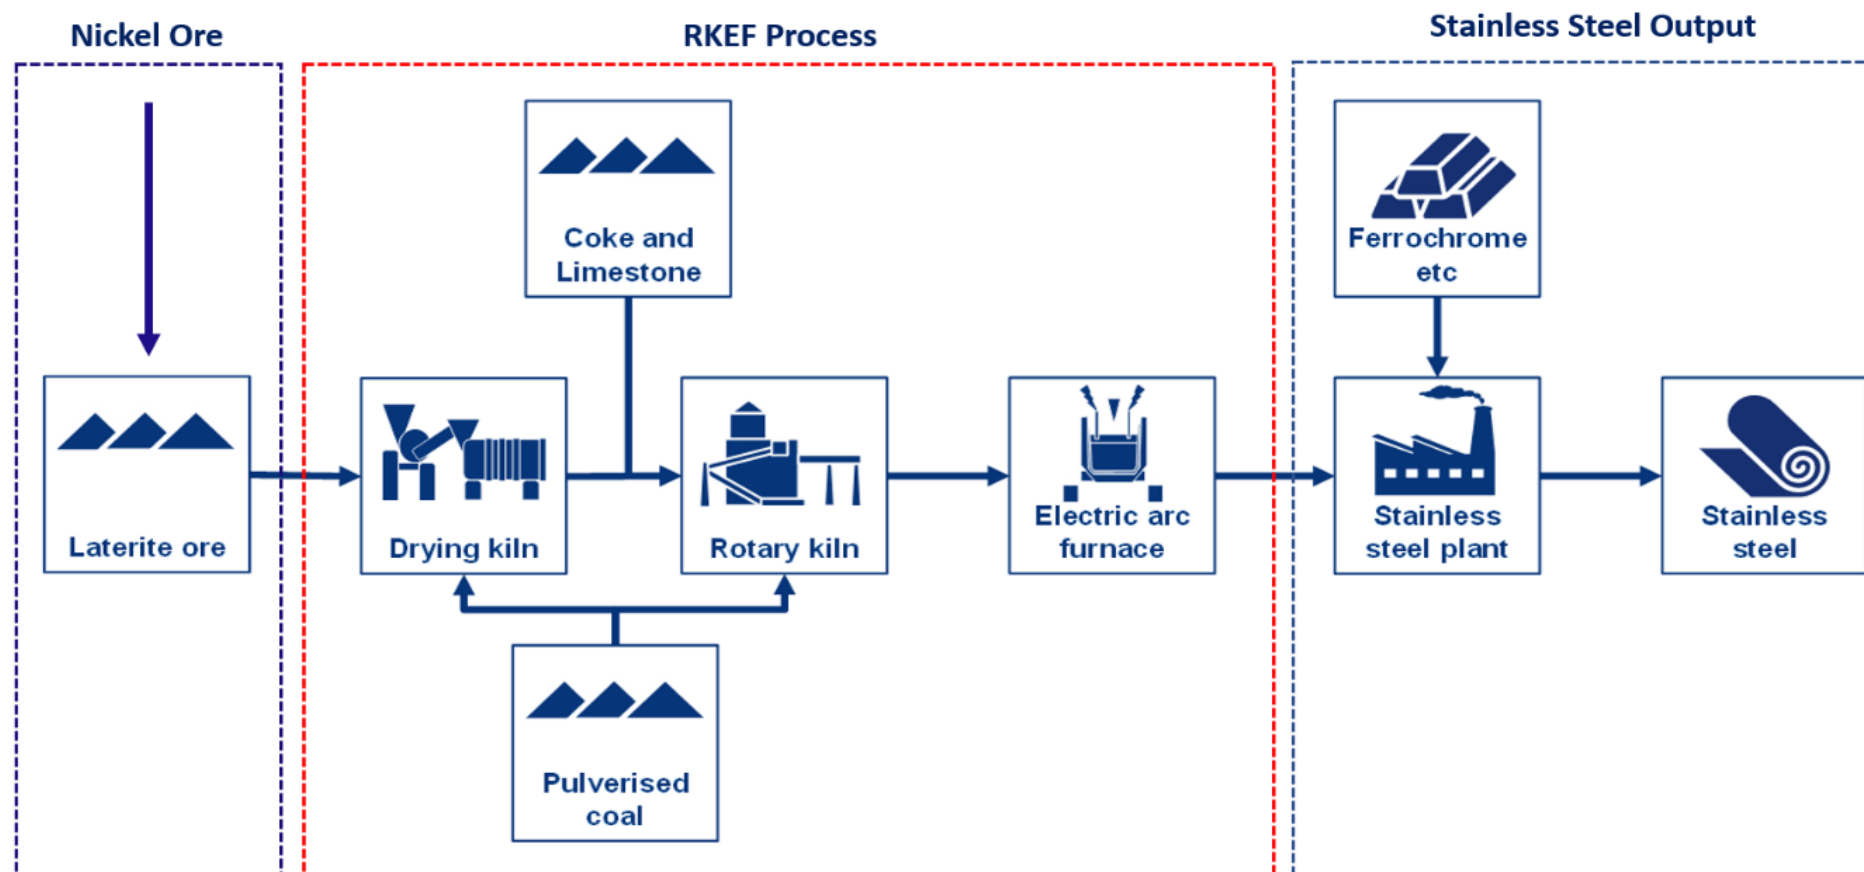 Nickel Ore
RKEF Process
Stainless Steel Output
Coke and
Limestone
Ferrochrome
etc
Laterite ore
Drying kiln
Rotary kiln
Electric arc
furnace
Stainless
steel plant
Stainless
steel
Pulverised
coal